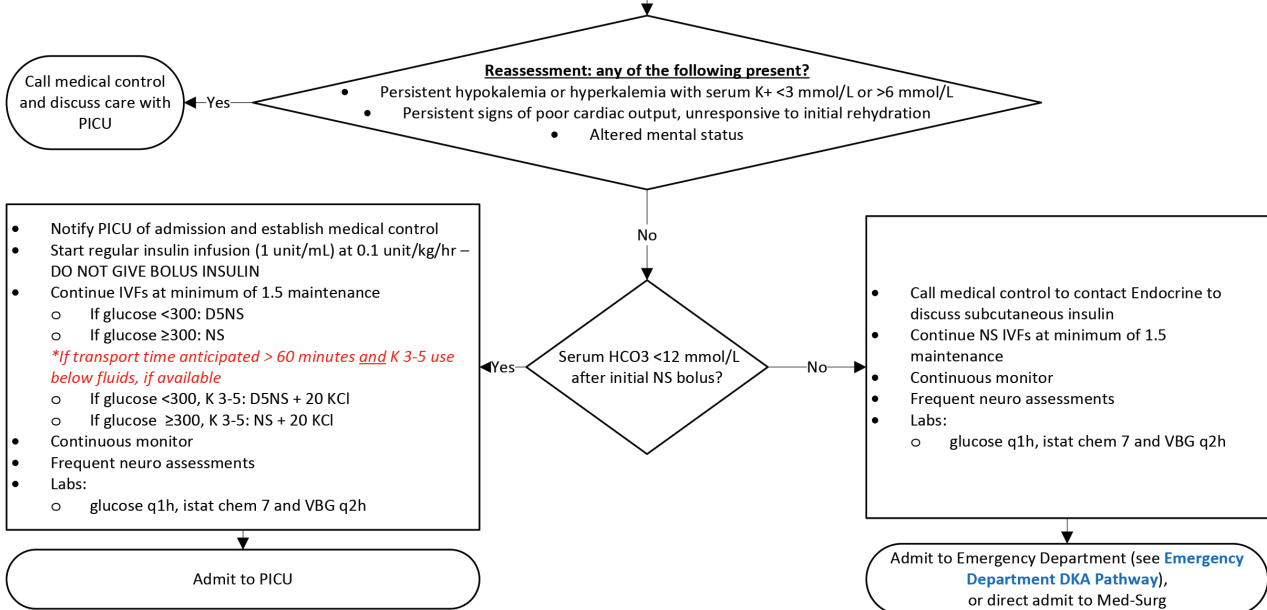 Reassessment: any of the following present?
• Persistent hypokalemia or hyperkalemia with serum K+ <3 mmol/L or >6 mmol/L
• Persistent signs of poor cardiac output, unresponsive to initial rehydration
• Altered mental status
Yes
Call medical control
and discuss care with
PICU
No
Serum HCO3 <12 mmol/L
after initial NS bolus?
Yes
• Notify PICU of admission and establish medical control
• Start regular insulin infusion (1 unit/mL) at 0.1 unit/kg/hr –
DO NOT GIVE BOLUS INSULIN
• Continue IVFs at minimum of 1.5 maintenance
o If glucose <300: D5NS
o If glucose ≥300: NS
*If transport time anticipated > 60 minutes and K 3-5 use
below fluids, if available
o If glucose <300, K 3-5: D5NS + 20 KCl
o If glucose ≥300, K 3-5: NS + 20 KCl
• Continuous monitor
• Frequent neuro assessments
• Labs:
o glucose q1h, istat chem 7 and VBG q2h
Admit to PICU
No
• Call medical control to contact Endocrine to
discuss subcutaneous insulin
• Continue NS IVFs at minimum of 1.5
maintenance
• Continuous monitor
• Frequent neuro assessments
• Labs:
o glucose q1h, istat chem 7 and VBG q2h
Admit to Emergency Department (see Emergency
Department DKA Pathway),
or direct admit to Med-Surg